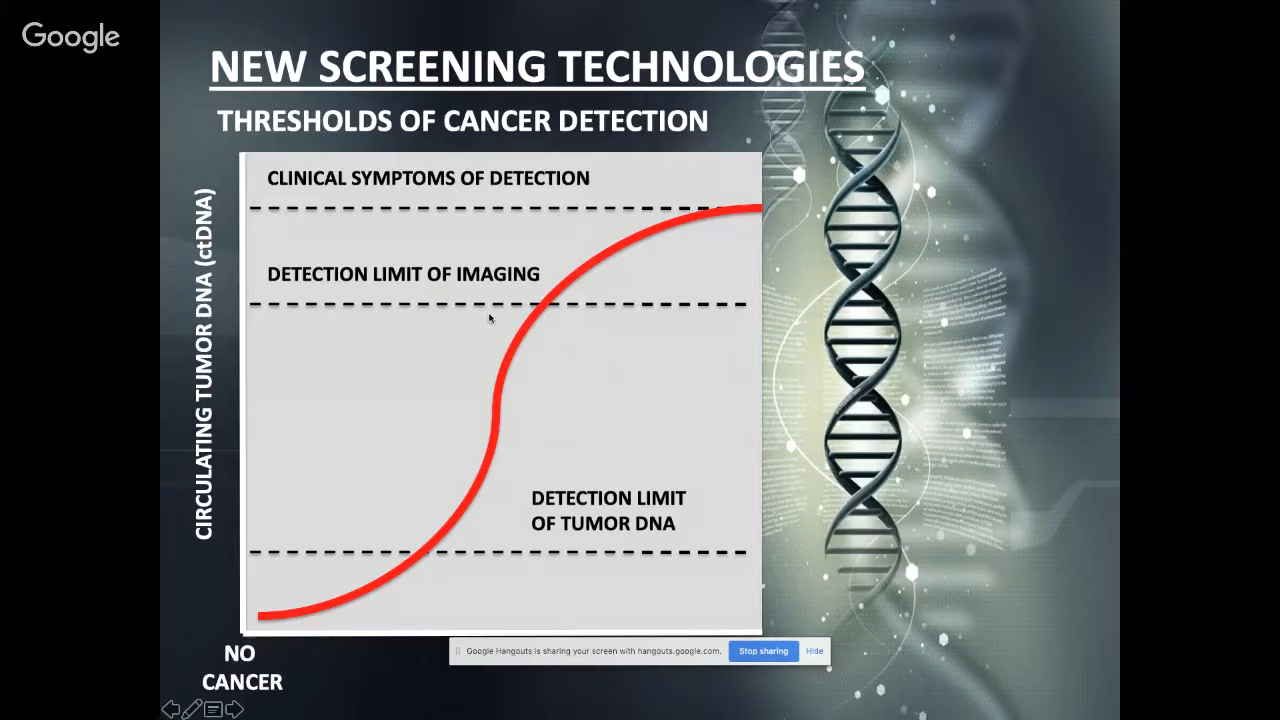 Google
NEW SCREENING TECHNOLOGIES
THRESHOLDS OF CANCER DETECTION
CLINICAL SYMPTOMS OF DETECTION
DETECTION LIMIT OF IMAGING
DETECTION LIMIT
OF TUMOR DNA
CIRCULATING TUMOR DNA (ctDNA)
NO
CANCER
Google Hangouts is sharing your screen with hangouts.google.com.
Stop sharing
Hide